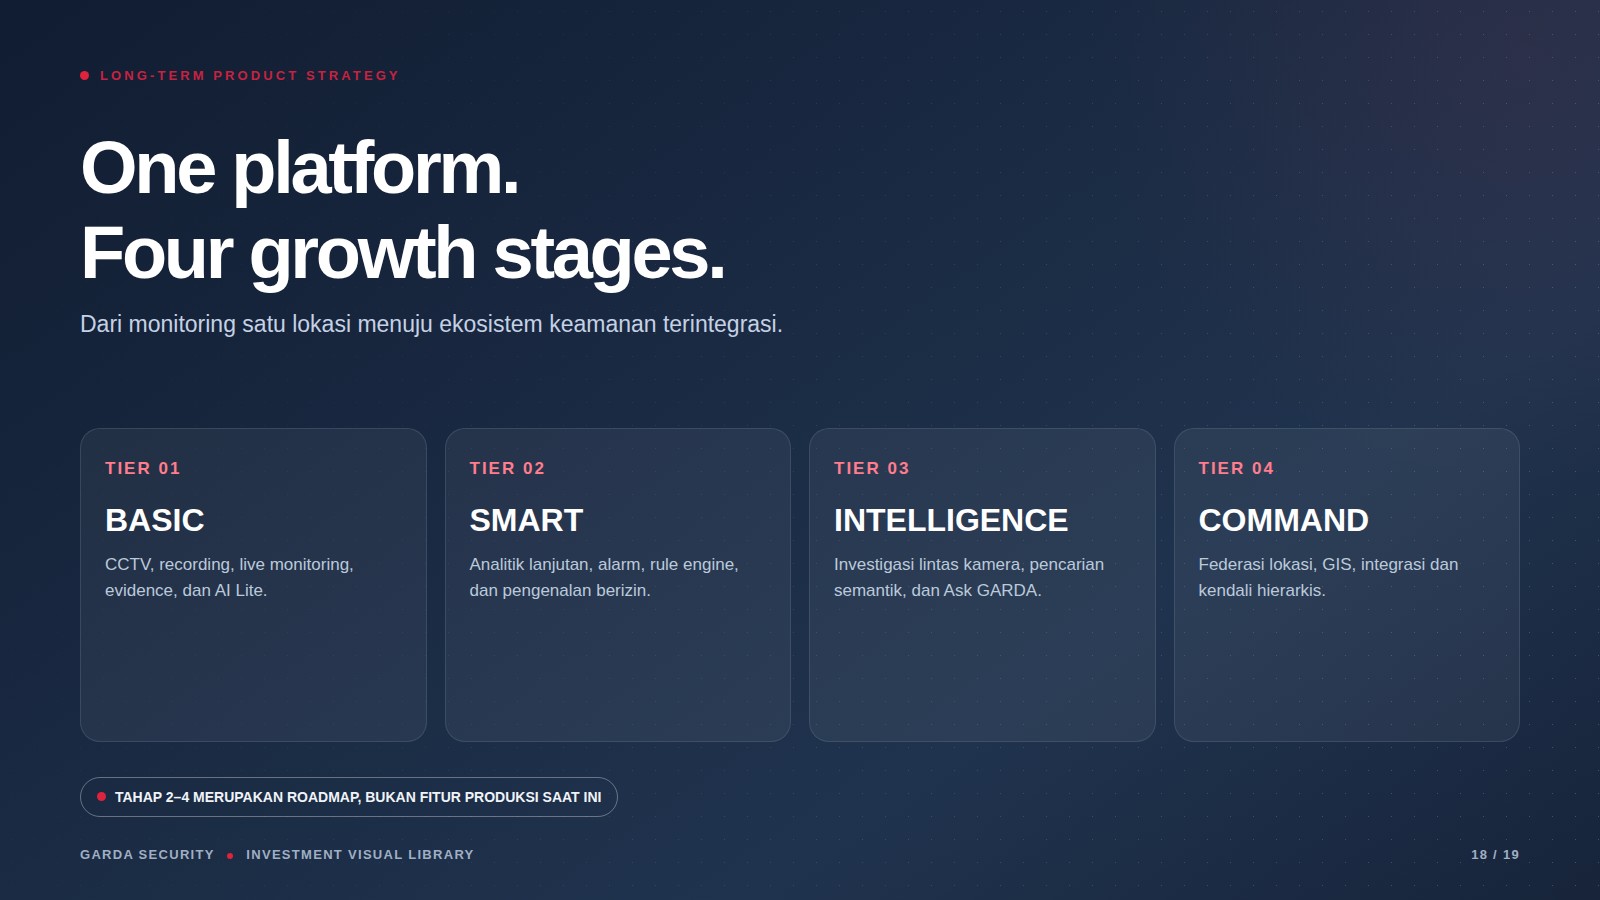 LONG-TERM PRODUCT STRATEGY
One platform.
Four growth stages.
Dari monitoring satu lokasi menuju ekosistem keamanan terintegrasi.
TIER 01
BASIC
CCTV, recording, live monitoring,
evidence, dan AI Lite.
TIER 02
SMART
Analitik lanjutan, alarm, rule engine,
dan pengenalan berizin.
TIER 03
INTELLIGENCE
Investigasi lintas kamera, pencarian
semantik, dan Ask GARDA.
TIER 04
COMMAND
Federasi lokasi, GIS, integrasi dan
kendali hierarkis.
TAHAP 2–4 MERUPAKAN ROADMAP, BUKAN FITUR PRODUKSI SAAT INI
GARDA SECURITY • INVESTMENT VISUAL LIBRARY
18 / 19